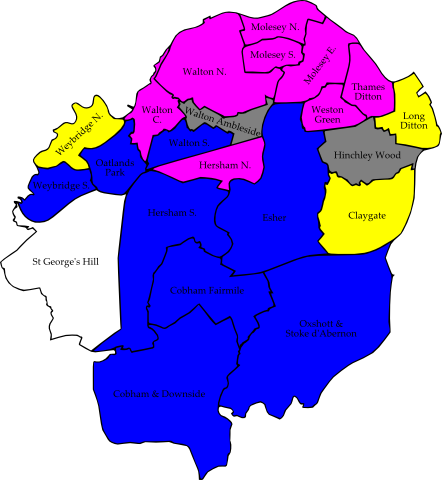 Molesey N.
Molesey S.
Molesey E.
Walton N.
Thames
Ditton
Walton
C.
Walton Ambleside
Weston
Green
Long
Ditton
Weybridge N.
Walton S.
Hinchley Wood
Oatlands
Park
Hersham N.
Weybridge S.
Hersham S.
Esher
Claygate
St George's Hill
Cobham Fairmile
Oxshott &
Stoke d'Abernon
Cobham & Downside